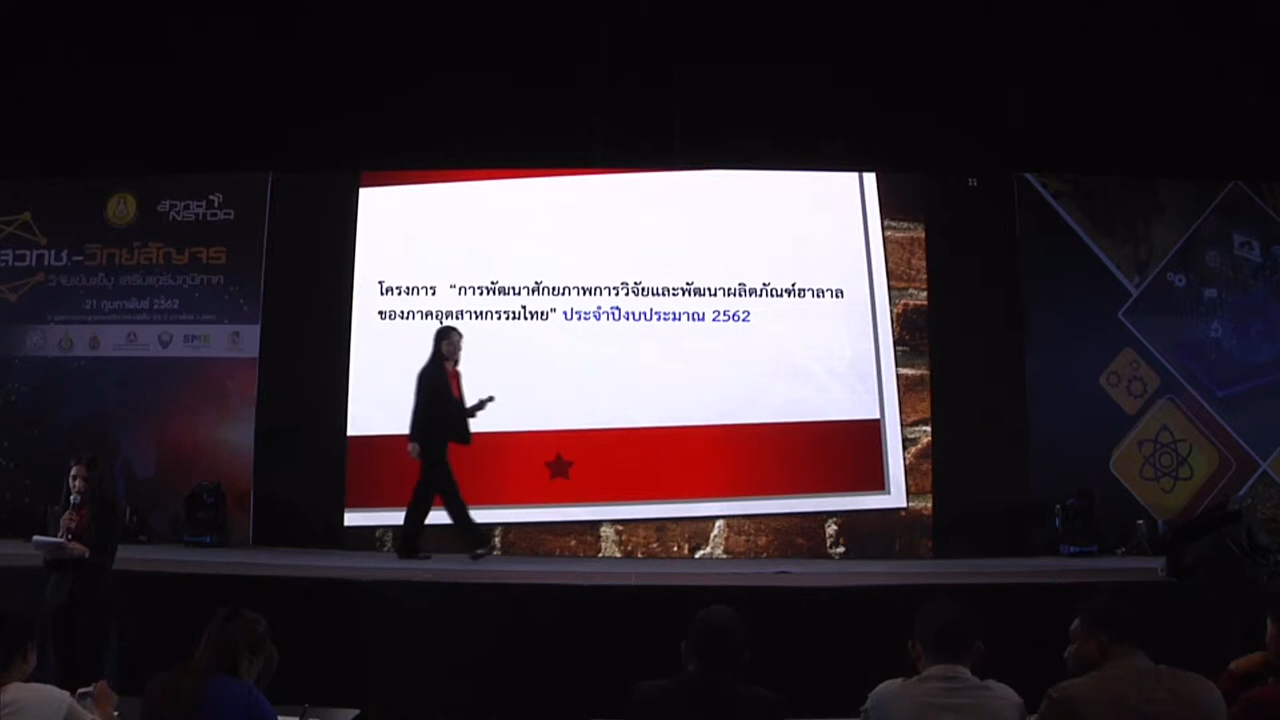 สวทช
NSTDA
สวทช.-วิทย์สัญจร
21 กุมภาพันธ์ 2562
SME
โครงการ “การพัฒนาศักยภาพการวิจัยและพัฒนาผลิตภัณฑ์ฮาลาล
ของภาคอุตสาหกรรมไทย” ประจำปีงบประมาณ 2562